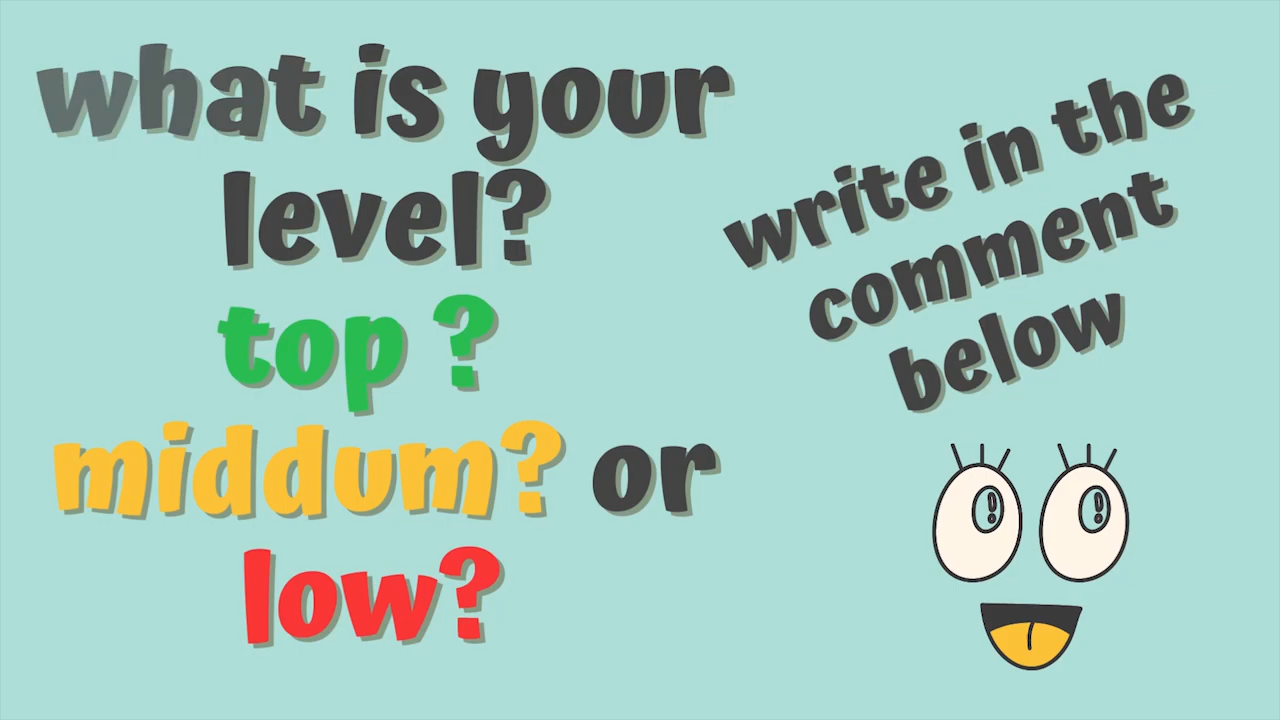 what is your
level?
top ?
middum? or
low?
write in the
comment
below